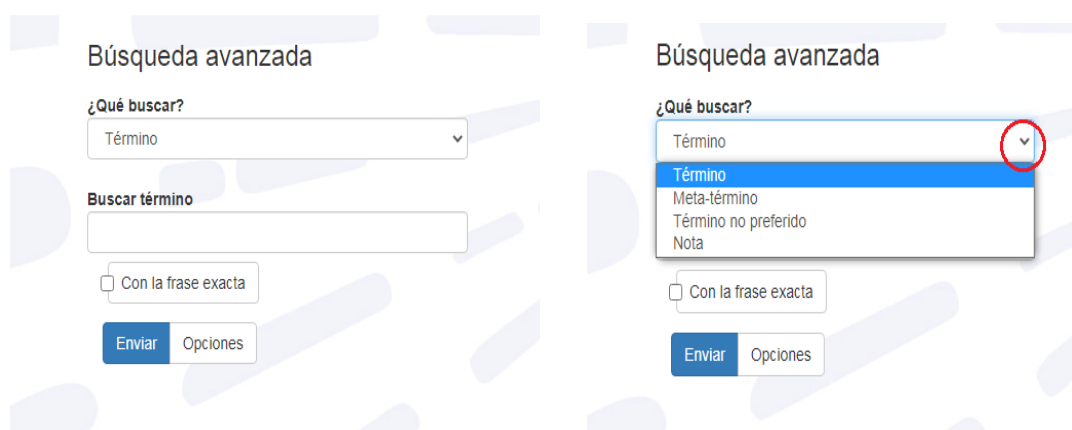 Búsqueda avanzada
¿Qué buscar?
Término
Buscar término
Con la frase exacta
Enviar Opciones
Búsqueda avanzada
¿Qué buscar?
Término
Término
Meta-término
Término no preferido
Nota
Con la frase exacta
Enviar Opciones